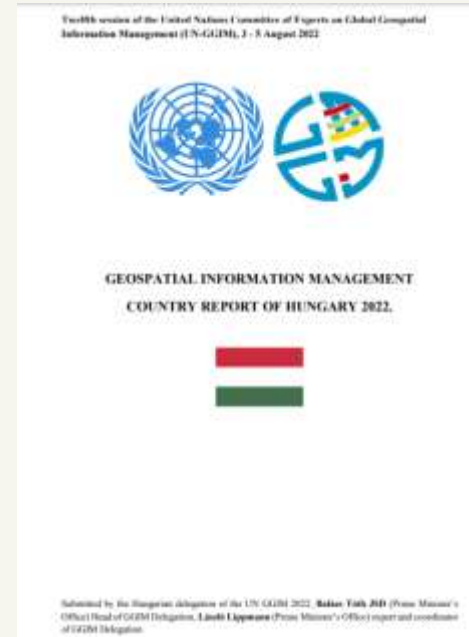 Twelfth session of the United Nations Committee of Experts on Global Geospatial
Information Management (UN-GGIM), 3 - 5 August 2022
GEOSPATIAL INFORMATION MANAGEMENT
COUNTRY REPORT OF HUNGARY 2022.
Submitted by the Hungarian delegation of the UN GGIM 2022, Balázs Tóth JSD (Prime Minister's
Office) Head of GGIM Delegation, László Lippmann (Prime Minister's Office) expert and coordinator
of GGIM Delegation